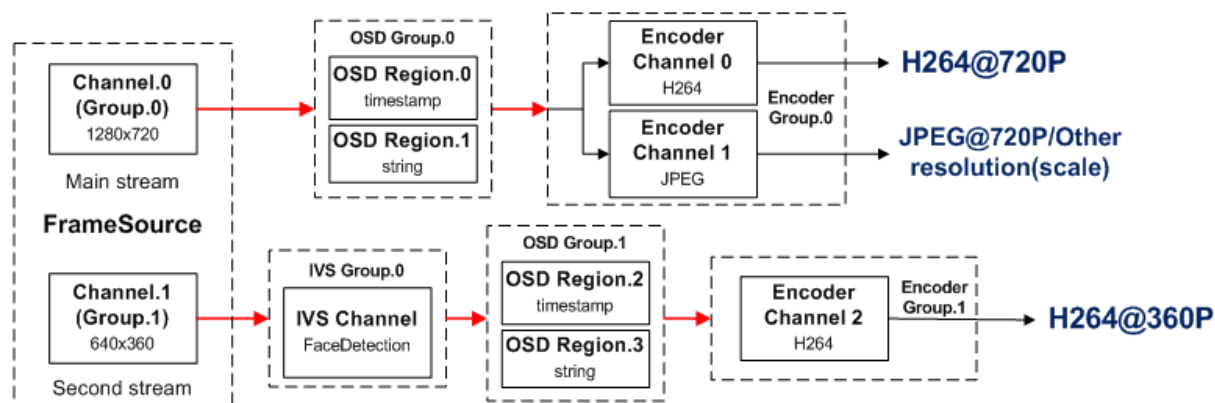 Channel.0
(Group.0)
1280x720
Main stream
FrameSource
Channel.1
(Group.1)
640x360
Second stream
OSD Group.0
OSD Region.0
timestamp
OSD Region.1
string
Encoder
Channel 0
H264
Encoder
Channel 1
JPEG
Encoder
Group.0
H264@720P
JPEG@720P/Other
resolution(scale)
IVS Group.0
IVS Channel
FaceDetection
OSD Group.1
OSD Region.2
timestamp
OSD Region.3
string
Encoder
Channel 2
H264
Encoder
Group.1
H264@360P